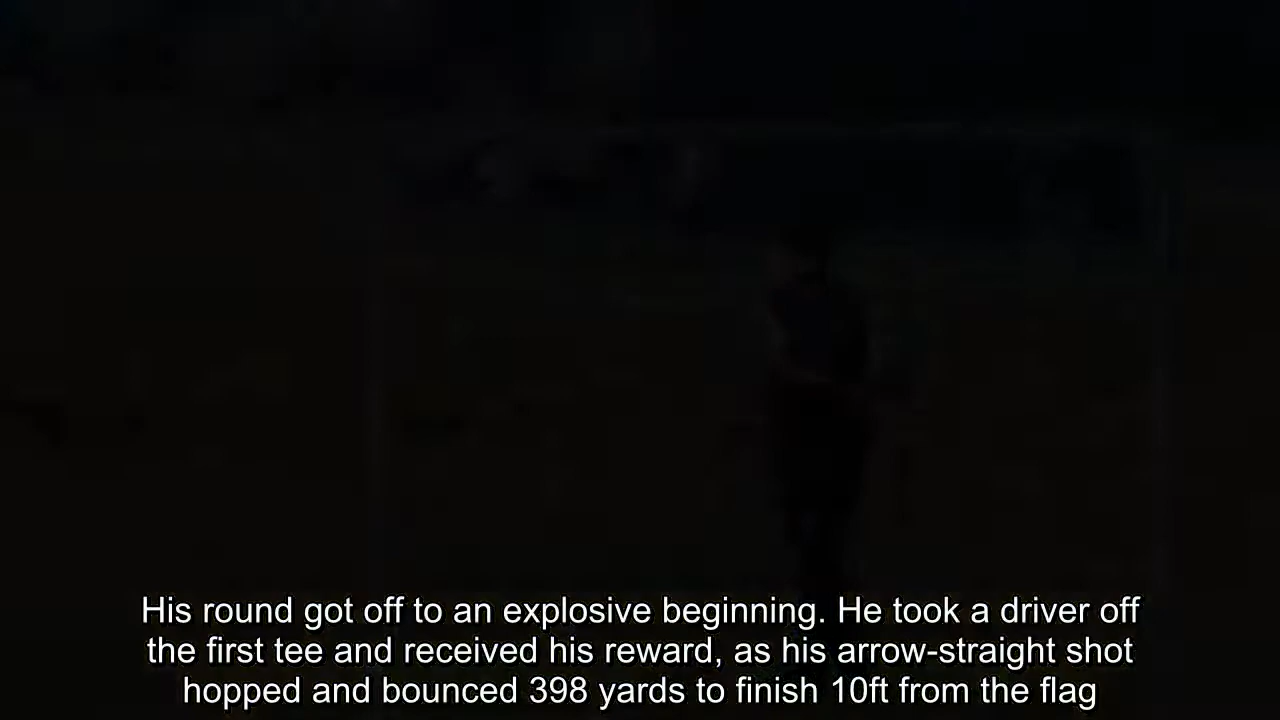 His round got off to an explosive beginning. He took a driver off
the first tee and received his reward, as his arrow-straight shot
hopped and bounced 398 yards to finish 10ft from the flag